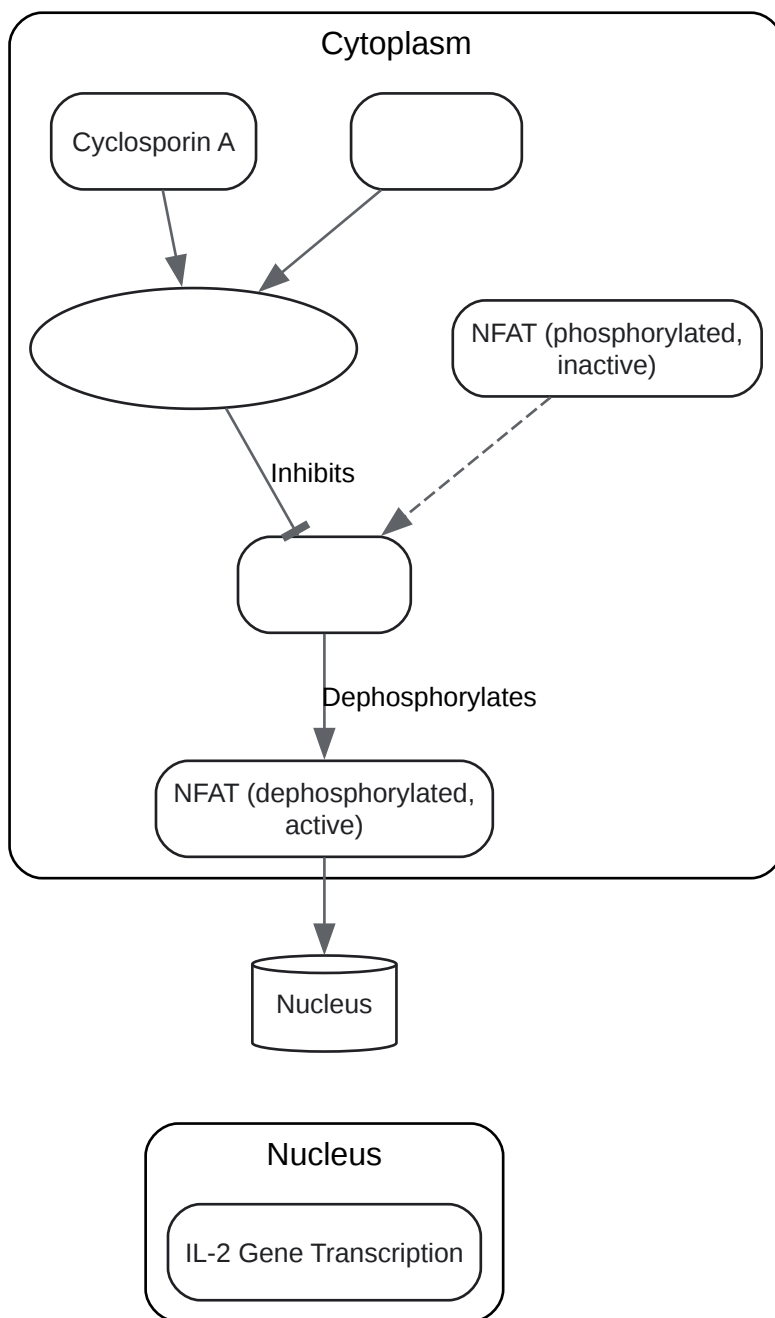 Cytoplasm
Cyclosporin A
NFAT (phosphorylated,
inactive)
Inhibits
Dephosphorylates
NFAT (dephosphorylated,
active)
Nucleus
Nucleus
IL-2 Gene Transcription